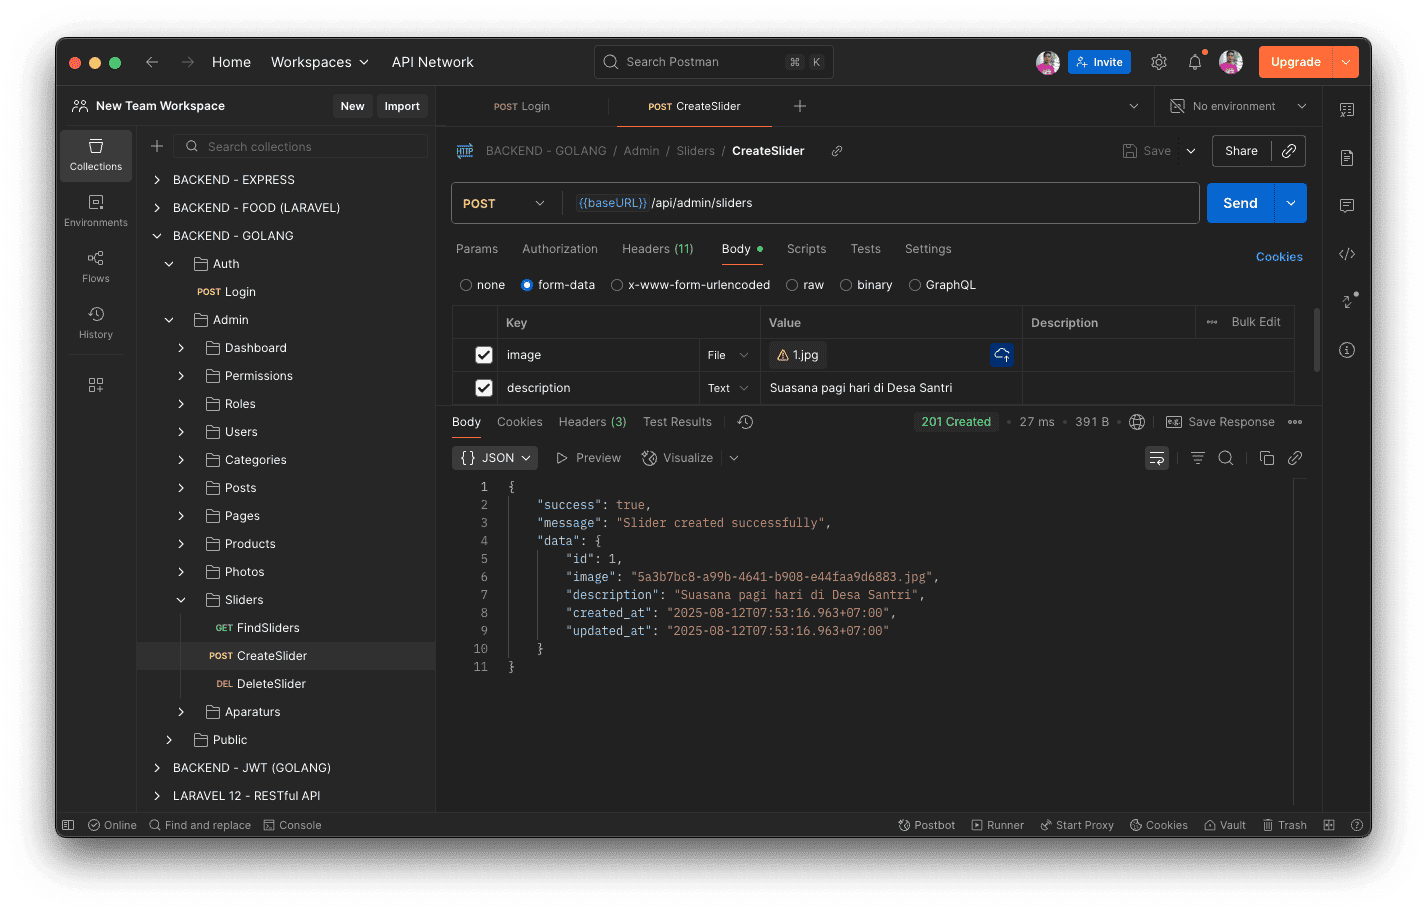 Home Workspaces API Network Search Postman ⌘ K Invite Upgrade
New Team Workspace New Import POST Login POST CreateSlider No environment
Collections
Environments
Flows
History
Search collections
BACKEND - EXPRESS
BACKEND - FOOD (LARAVEL)
BACKEND - GOLANG
Auth
POST Login
Admin
Dashboard
Permissions
Roles
Users
Categories
Posts
Pages
Products
Photos
Sliders
GET FindSliders
POST CreateSlider
DEL DeleteSlider
Aparaturs
Public
BACKEND - JWT (GOLANG)
LARAVEL 12 - RESTful API
HTTP BACKEND - GOLANG / Admin / Sliders / CreateSlider Save Share
POST {{baseURL}} /api/admin/sliders Send
Params Authorization Headers (11) Body Scripts Tests Settings Cookies
none form-data x-www-form-urlencoded raw binary GraphQL
Key Value Description Bulk Edit
image File 1.jpg
description Text Suasana pagi hari di Desa Santri
Body Cookies Headers (3) Test Results 201 Created 27 ms 391 B e.g. Save Response
{} JSON Preview Visualize
1 {
2 "success": true,
3 "message": "Slider created successfully",
4 "data": {
5 "id": 1,
6 "image": "5a3b7bc8-a99b-4641-b908-e44faa9d6883.jpg",
7 "description": "Suasana pagi hari di Desa Santri",
8 "created_at": "2025-08-12T07:53:16.963+07:00",
9 "updated_at": "2025-08-12T07:53:16.963+07:00"
10 }
11 }
Online Find and replace Console Postbot Runner Start Proxy Cookies Vault Trash